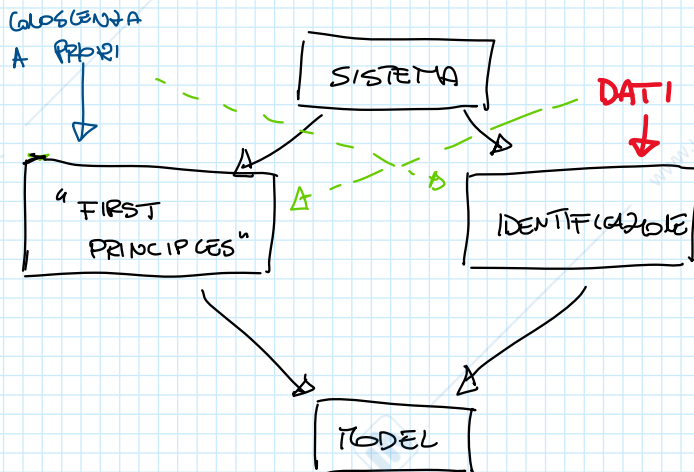 CONOSCENZA
A PRIORI
SISTEMA
DATI
"FIRST
PRINCIPLES"
IDENTIFICAZIONE
MODEL